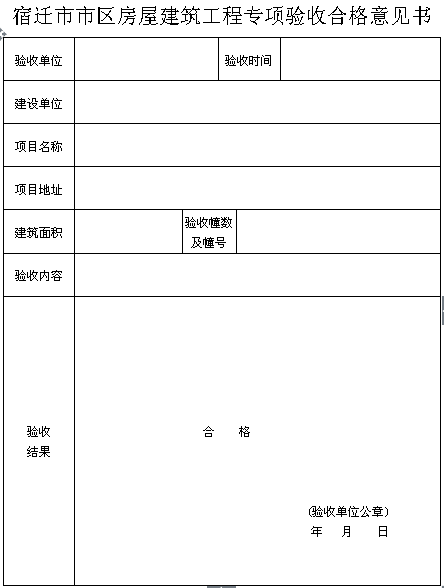 宿迁市市区房屋建筑工程专项验收合格意见书
验收单位
验收时间
建设单位
项目名称
项目地址
建筑面积
验收幢数
及幢号
验收内容
验收
结果
合 格
(验收单位公章)
年 月 日